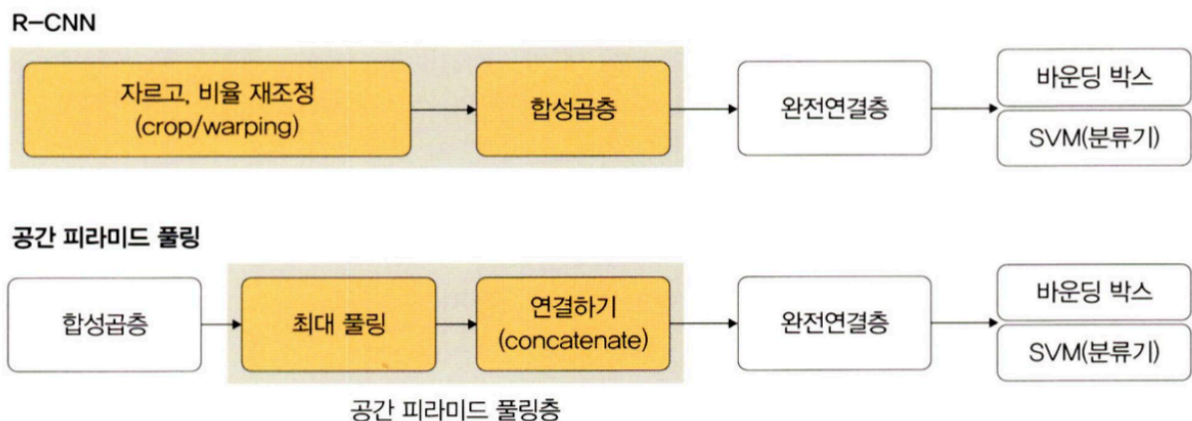 R-CNN
자르고, 비율 재조정
(crop/warping)
합성곱층
완전연결층
바운딩 박스
SVM(분류기)
공간 피라미드 풀링
합성곱층
최대 풀링
연결하기
(concatenate)
완전연결층
바운딩 박스
SVM(분류기)
공간 피라미드 풀링층